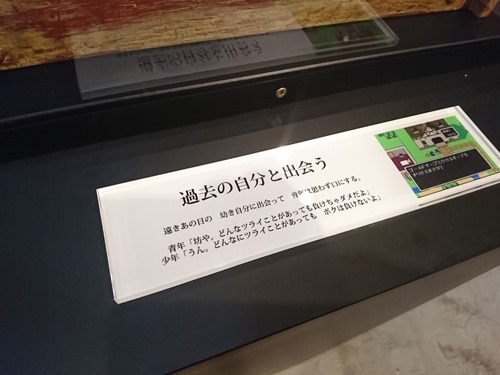 過去の自分と出会う
遠きあの日の　幼き自分に出会って　青年は思わず口にする。
青年「坊や。どんなツライことがあっても負けちゃダメだよ」
少年「うん。どんなにツライことがあっても　ボクは負けないよ」